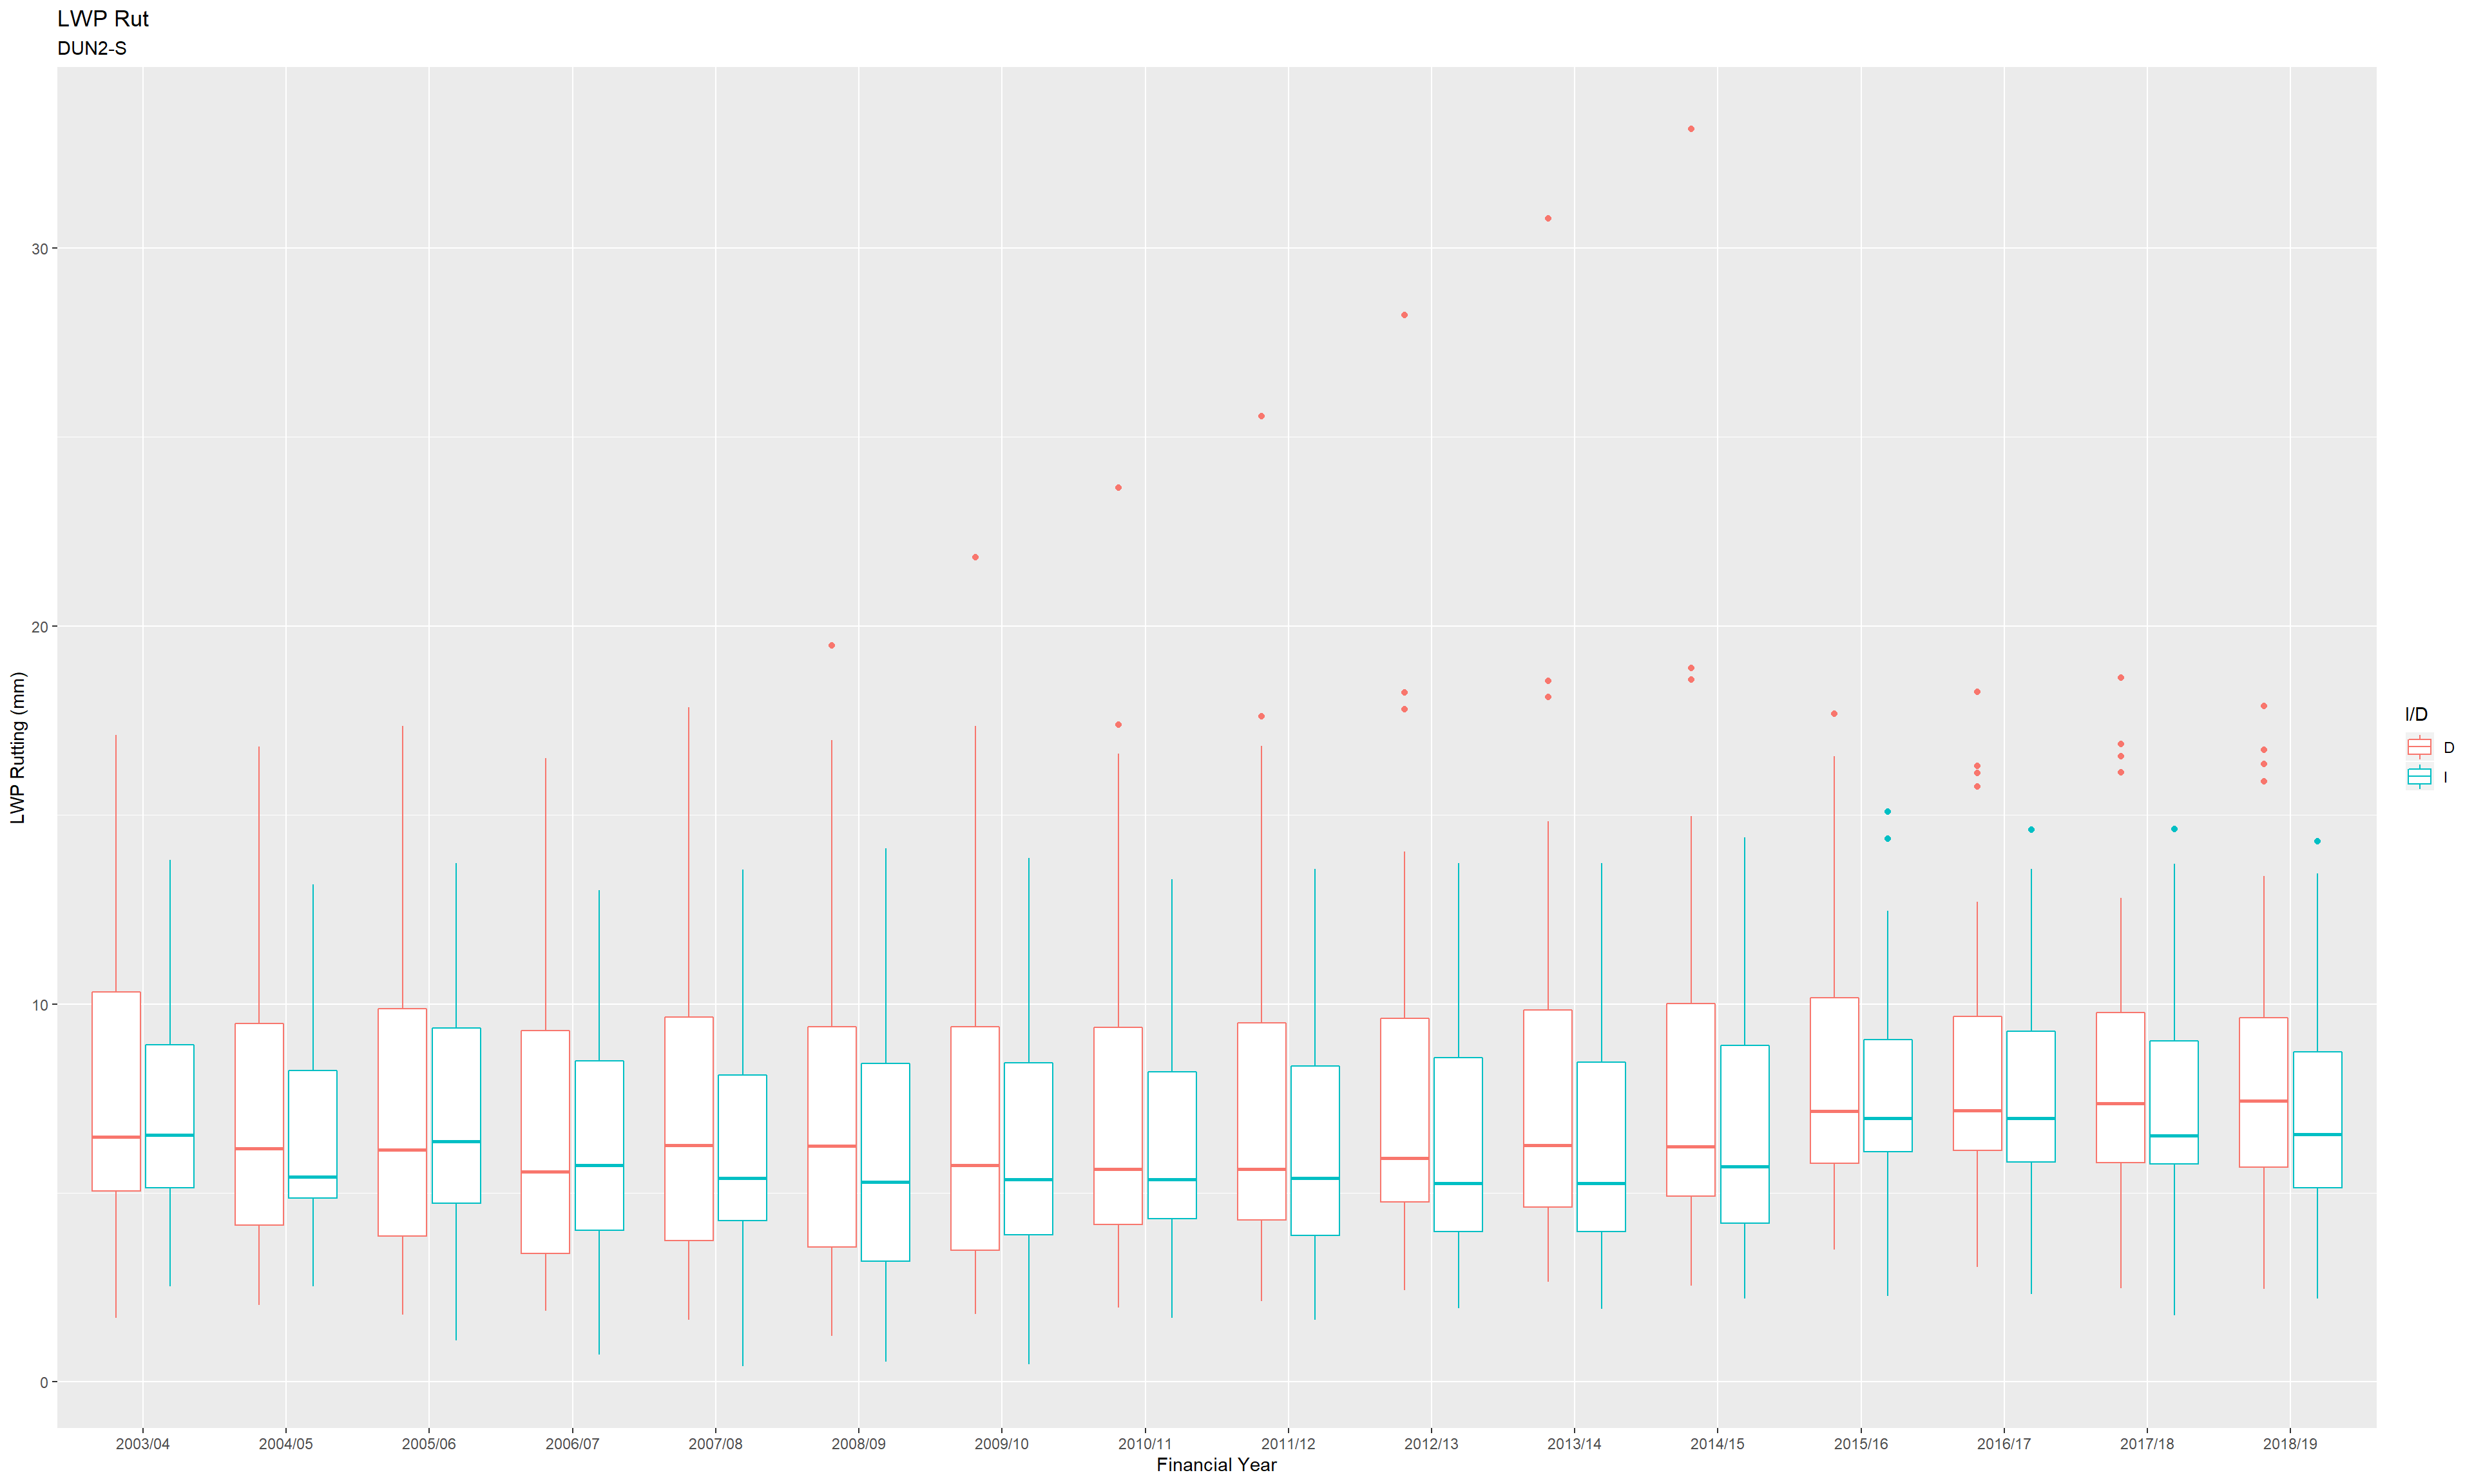 LWP Rut
DUN2-S
LWP Rutting (mm)
30
20
10
0
2003/04 2004/05 2005/06 2006/07 2007/08 2008/09 2009/10 2010/11 2011/12 2012/13 2013/14 2014/15 2015/16 2016/17 2017/18 2018/19
Financial Year
I/D
D
I